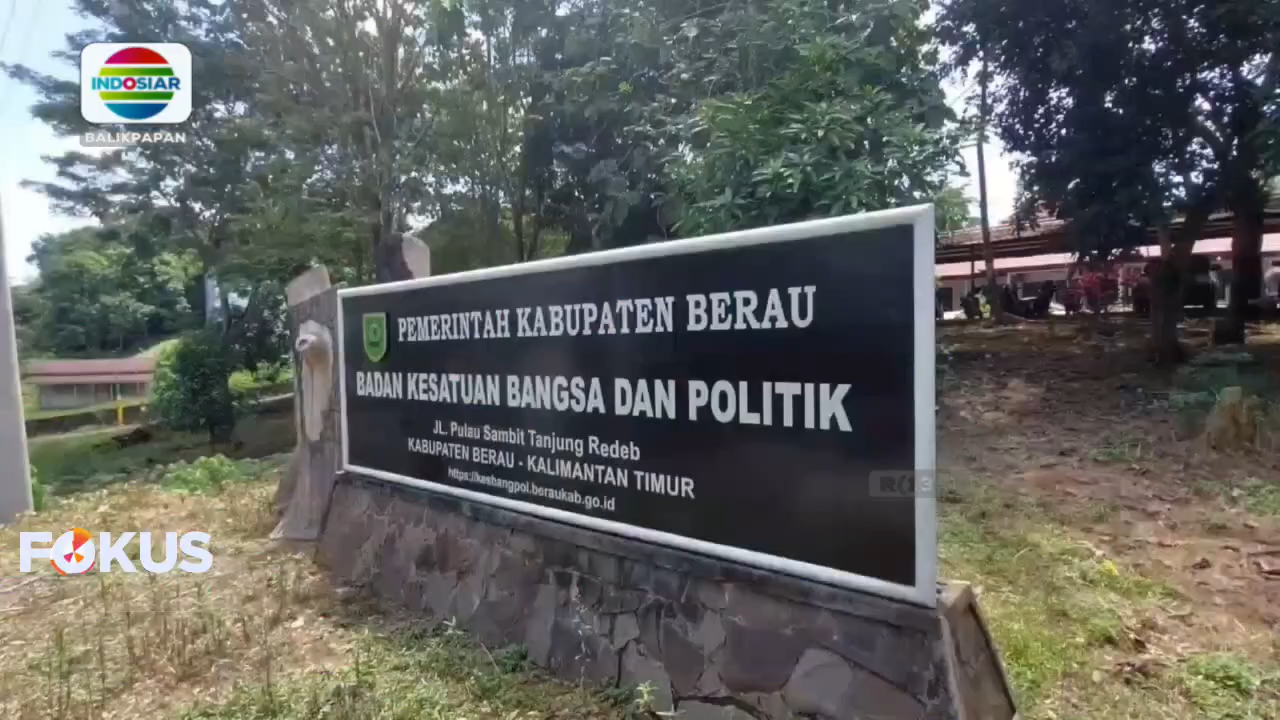 INDOSIAR
BALIKPAPAN
PEMERINTAH KABUPATEN BERAU
BADAN KESATUAN BANGSA DAN POLITIK
JL. Pulau Sambit Tanjung Redeb
KABUPATEN BERAU - KALIMANTAN TIMUR
https://kesbangpol.beraukab.go.id
R(13
FOKUS